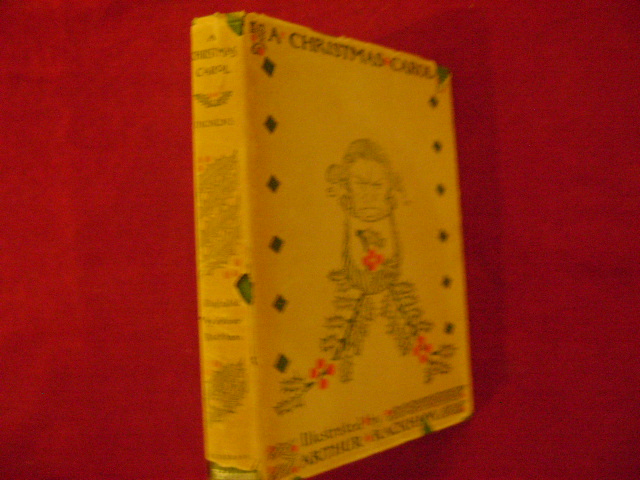 A
CHRISTMAS
CAROL
DICKENS
A CHRISTMAS CAROL
Illustrated by
ARTHUR RACKHAM